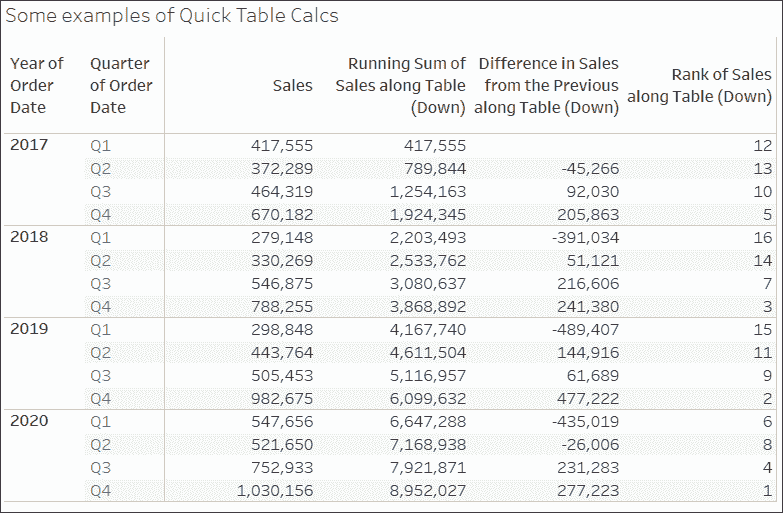 Some examples of Quick Table Calcs
Year of Order Date Quarter of Order Date Sales Running Sum of Sales along Table (Down) Difference in Sales from the Previous along Table (Down) Rank of Sales along Table (Down)
2017 Q1 417,555 417,555 12
Q2 372,289 789,844 -45,266 13
Q3 464,319 1,254,163 92,030 10
Q4 670,182 1,924,345 205,863 5
2018 Q1 279,148 2,203,493 -391,034 16
Q2 330,269 2,533,762 51,121 14
Q3 546,875 3,080,637 216,606 7
Q4 788,255 3,868,892 241,380 3
2019 Q1 298,848 4,167,740 -489,407 15
Q2 443,764 4,611,504 144,916 11
Q3 505,453 5,116,957 61,689 9
Q4 982,675 6,099,632 477,222 2
2020 Q1 547,656 6,647,288 -435,019 6
Q2 521,650 7,168,938 -26,006 8
Q3 752,933 7,921,871 231,283 4
Q4 1,030,156 8,952,027 277,223 1